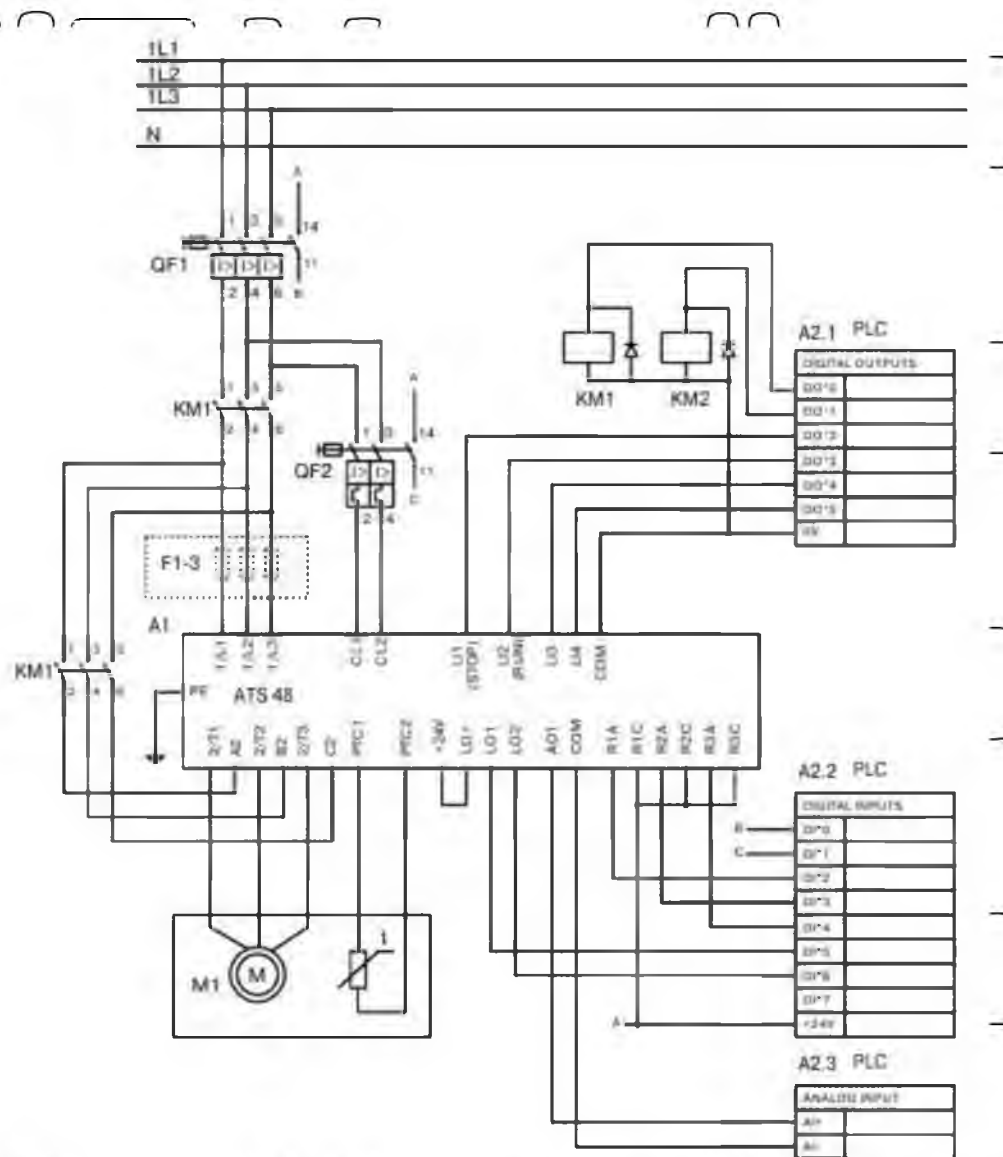 1L1
1L2
1L3
N
A
14
1 3 5
QF1
I> I> I>
11
2 4 6
A2.1 PLC
DIGITAL OUTPUTS
KM1 KM2
KM1
1 3 5
2 4 6
A
1 3
14
QF2
I> I>
11
2 4
F1-3
A1
1/L1
1/L2
1/L3
CL1
CL2
LI1
(STOP)
LI2
(RUN)
LI3
LI4
COM
KM1
1 3 5
2 4 6
PE
ATS 48
2/T1
A2
2/T2
B2
2/T3
C2
PTC1
PTC2
+24V
LO+
LO1
LO2
AO1
COM
R1A
R1C
R2A
R2C
R3A
R3C
A2.2 PLC
DIGITAL INPUTS
B
C
M1
M
A
+24V
A2.3 PLC
ANALOG INPUT
AI+
AI-